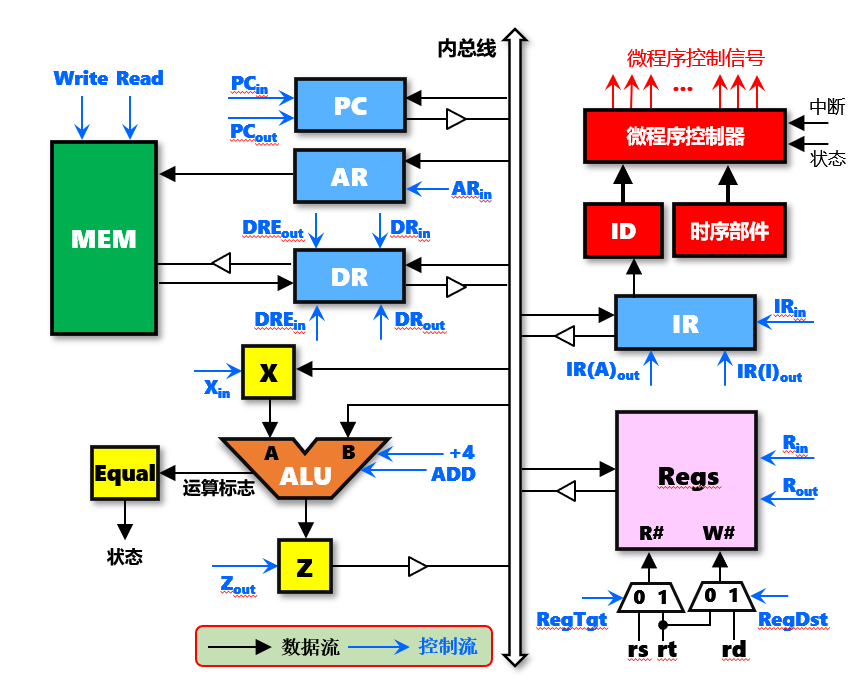 内总线
微程序控制信号
...
Write Read
PCin
PC
PCout
微程序控制器
中断
状态
AR
ARin
MEM
DREout
DRin
ID
时序部件
DR
DREin
DRout
IR
IRin
X
Xin
IR(A)out
IR(I)out
A
B
+4
ADD
ALU
Equal
运算标志
状态
Regs
Rin
Rout
R#
W#
Z
Zout
0 1
0 1
RegTgt
RegDst
rs rt
rd
数据流
控制流